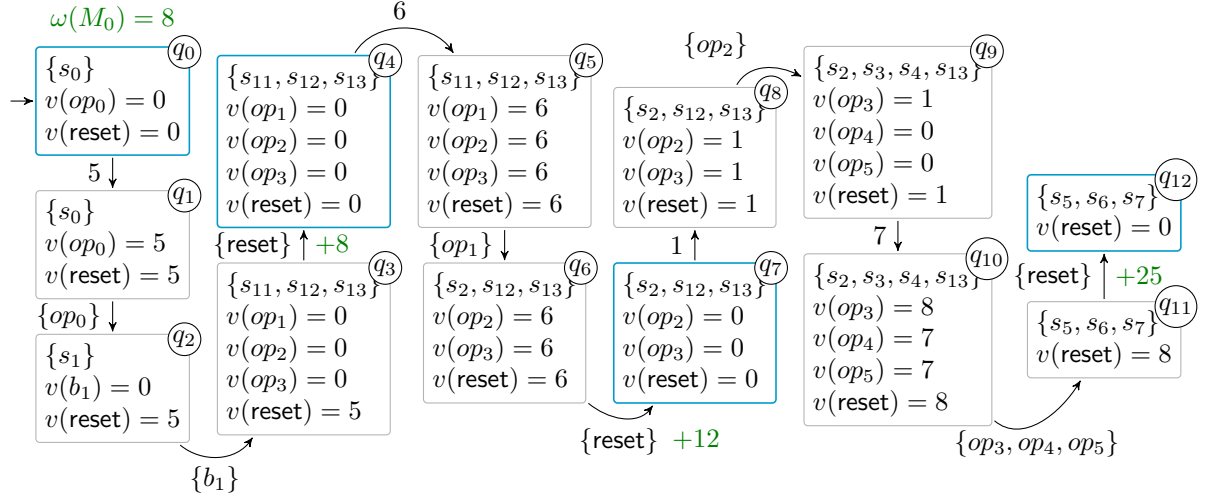 ω(M₀) = 8
q₀
{s₀}
v(op₀) = 0
v(reset) = 0
5
q₁
{s₀}
v(op₀) = 5
v(reset) = 5
{op₀}
q₂
{s₁}
v(b₁) = 0
v(reset) = 5
{b₁}
q₃
{s₁₁, s₁₂, s₁₃}
v(op₁) = 0
v(op₂) = 0
v(op₃) = 0
v(reset) = 5
{reset} +8
q₄
{s₁₁, s₁₂, s₁₃}
v(op₁) = 0
v(op₂) = 0
v(op₃) = 0
v(reset) = 0
6
q₅
{s₁₁, s₁₂, s₁₃}
v(op₁) = 6
v(op₂) = 6
v(op₃) = 6
v(reset) = 6
{op₁}
q₆
{s₂, s₁₂, s₁₃}
v(op₂) = 6
v(op₃) = 6
v(reset) = 6
{reset} +12
q₇
{s₂, s₁₂, s₁₃}
v(op₂) = 0
v(op₃) = 0
v(reset) = 0
1
q₈
{s₂, s₁₂, s₁₃}
v(op₂) = 1
v(op₃) = 1
v(reset) = 1
{op₂}
q₉
{s₂, s₃, s₄, s₁₃}
v(op₃) = 1
v(op₄) = 0
v(op₅) = 0
v(reset) = 1
7
q₁₀
{s₂, s₃, s₄, s₁₃}
v(op₃) = 8
v(op₄) = 7
v(op₅) = 7
v(reset) = 8
{op₃, op₄, op₅}
q₁₁
{s₅, s₆, s₇}
v(reset) = 8
{reset} +25
q₁₂
{s₅, s₆, s₇}
v(reset) = 0